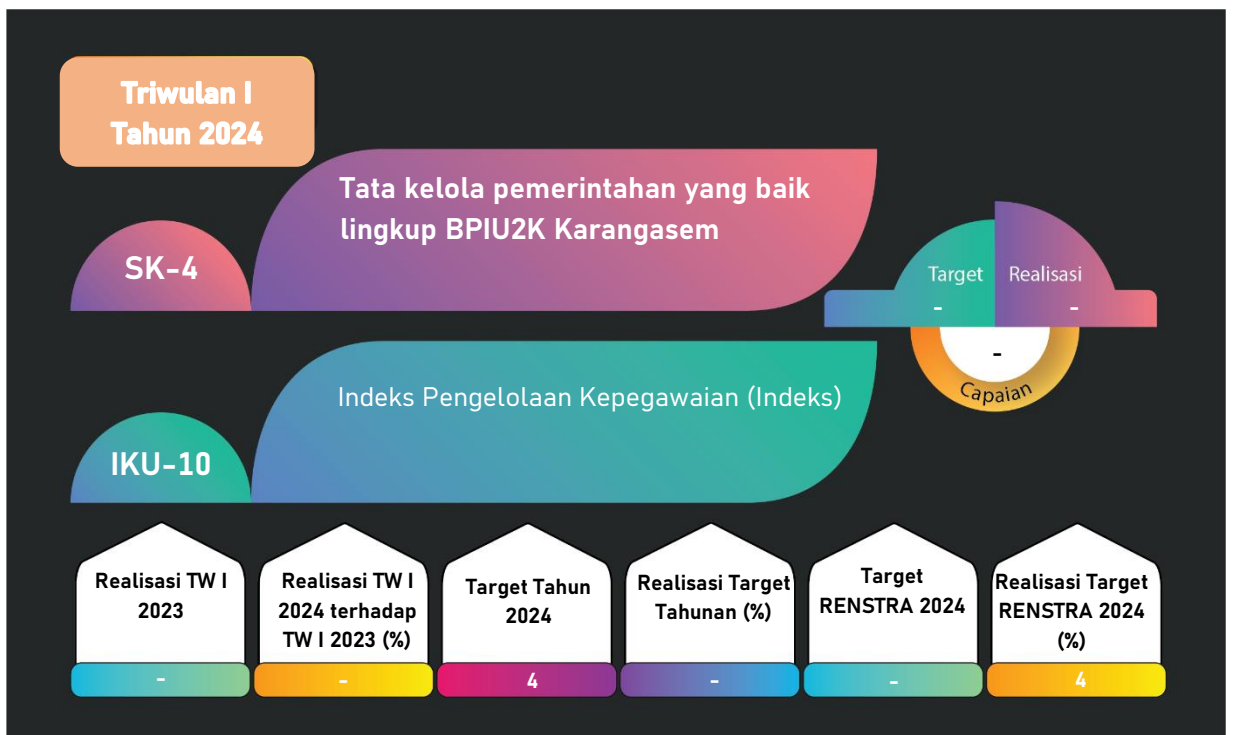 Triwulan I
Tahun 2024
Tata kelola pemerintahan yang baik
lingkup BPIU2K Karangasem
SK-4
Target
Realisasi
-
-
-
Capaian
Indeks Pengelolaan Kepegawaian (Indeks)
IKU-10
Realisasi TW I
2023
-
Realisasi TW I
2024 terhadap
TW I 2023 (%)
-
Target Tahun
2024
4
Realisasi Target
Tahunan (%)
-
Target
RENSTRA 2024
-
Realisasi Target
RENSTRA 2024
(%)
4